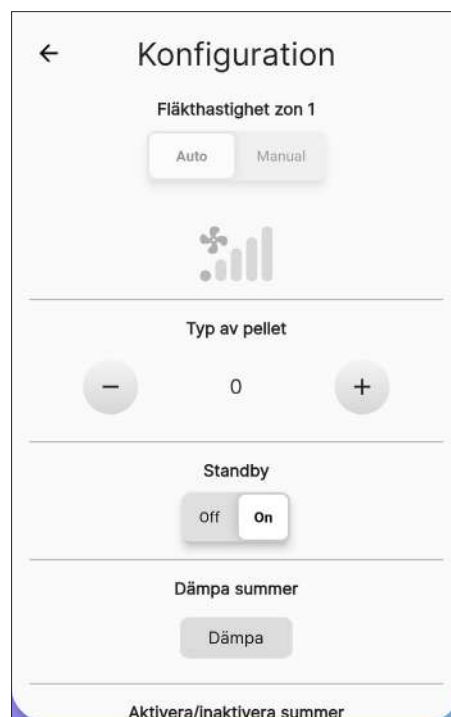 Konfiguration
Fläkthastighet zon 1
Auto Manual
Typ av pellet
− 0 +
Standby
Off On
Dämpa summer
Dämpa
Aktivera/inaktivera summer